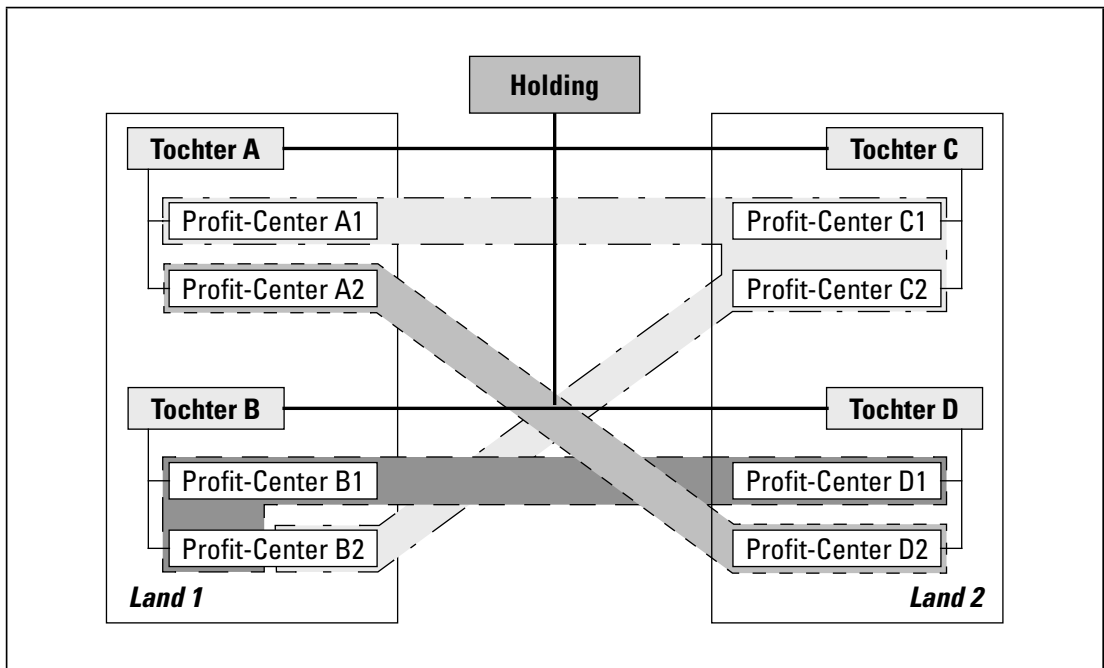 Holding
Tochter A
Tochter C
Profit-Center A1
Profit-Center C1
Profit-Center A2
Profit-Center C2
Tochter B
Tochter D
Profit-Center B1
Profit-Center D1
Profit-Center B2
Profit-Center D2
Land 1
Land 2